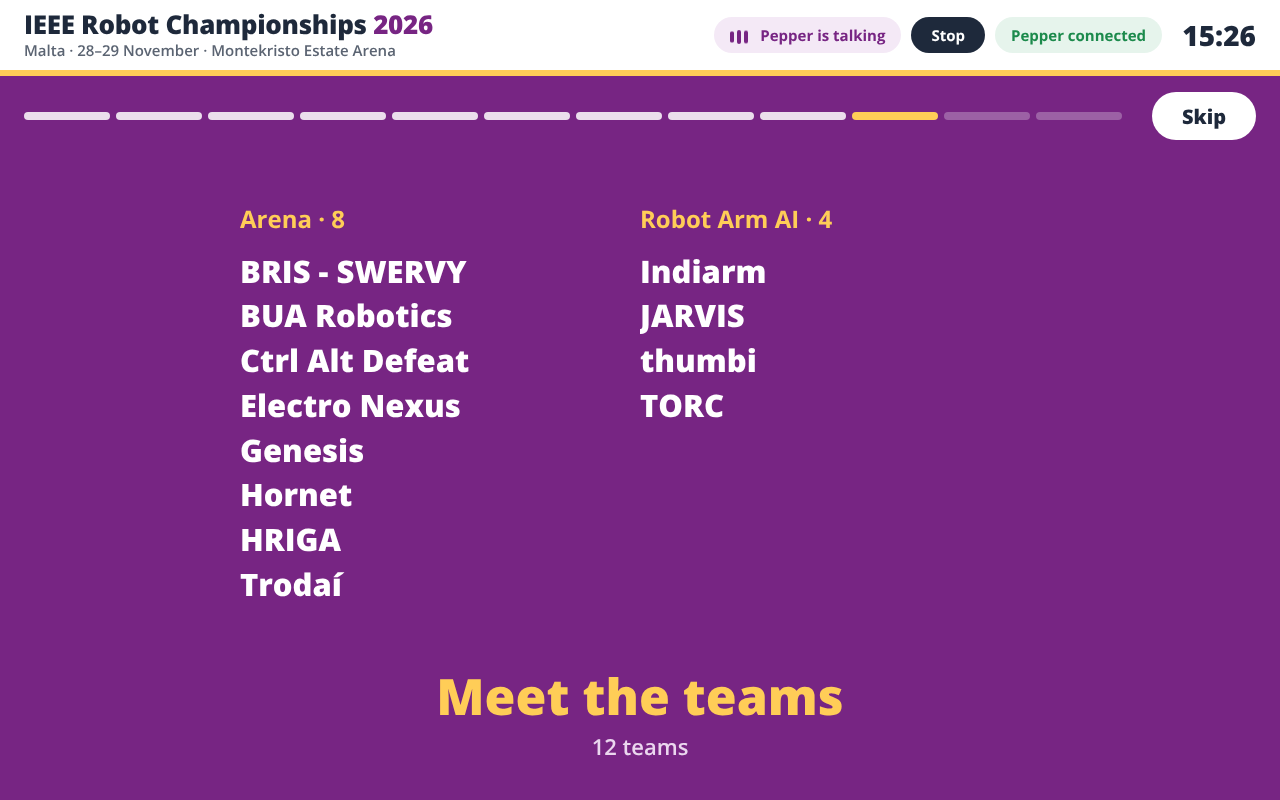 IEEE Robot Championships 2026
Malta · 28–29 November · Montekristo Estate Arena
Pepper is talking
Stop
Pepper connected
15:26
Skip
Arena · 8
BRIS - SWERVY
BUA Robotics
Ctrl Alt Defeat
Electro Nexus
Genesis
Hornet
HRIGA
Trodaí
Robot Arm AI · 4
Indiarm
JARVIS
thumbi
TORC
Meet the teams
12 teams